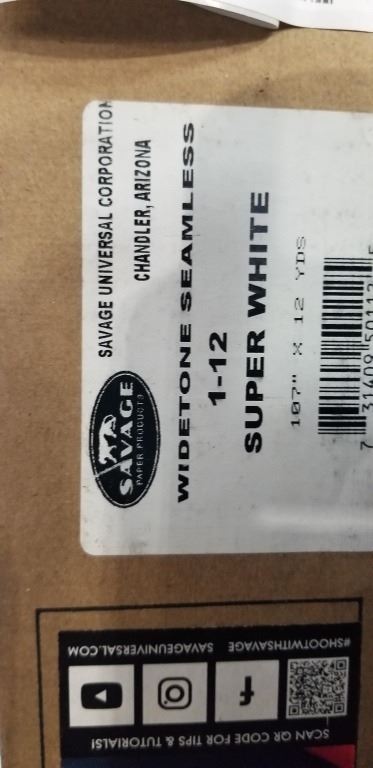 SAVAGE UNIVERSAL CORPORATION
CHANDLER, ARIZONA
SAVAGE
PAPER PRODUCTS
WIDETONE SEAMLESS
1-12
SUPER WHITE
107" X 12 YDS
SCAN QR CODE FOR TIPS & TUTORIALS!
f
#SHOOTWITHSAVAGE SAVAGEUNIVERSAL.COM